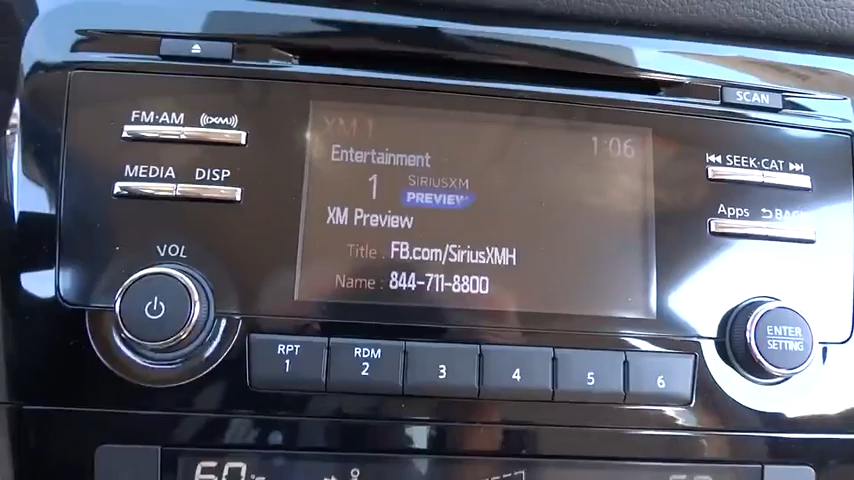 SCAN
FM·AM
XM 1
1:06
Entertainment
SEEK·CAT
MEDIA DISP
1
SIRIUSXM
PREVIEW
XM Preview
Apps BACK
VOL
Title : FB.com/SiriusXMH
Name : 844-711-8800
ENTER
SETTING
RPT
1
RDM
2
3
4
5
6
60